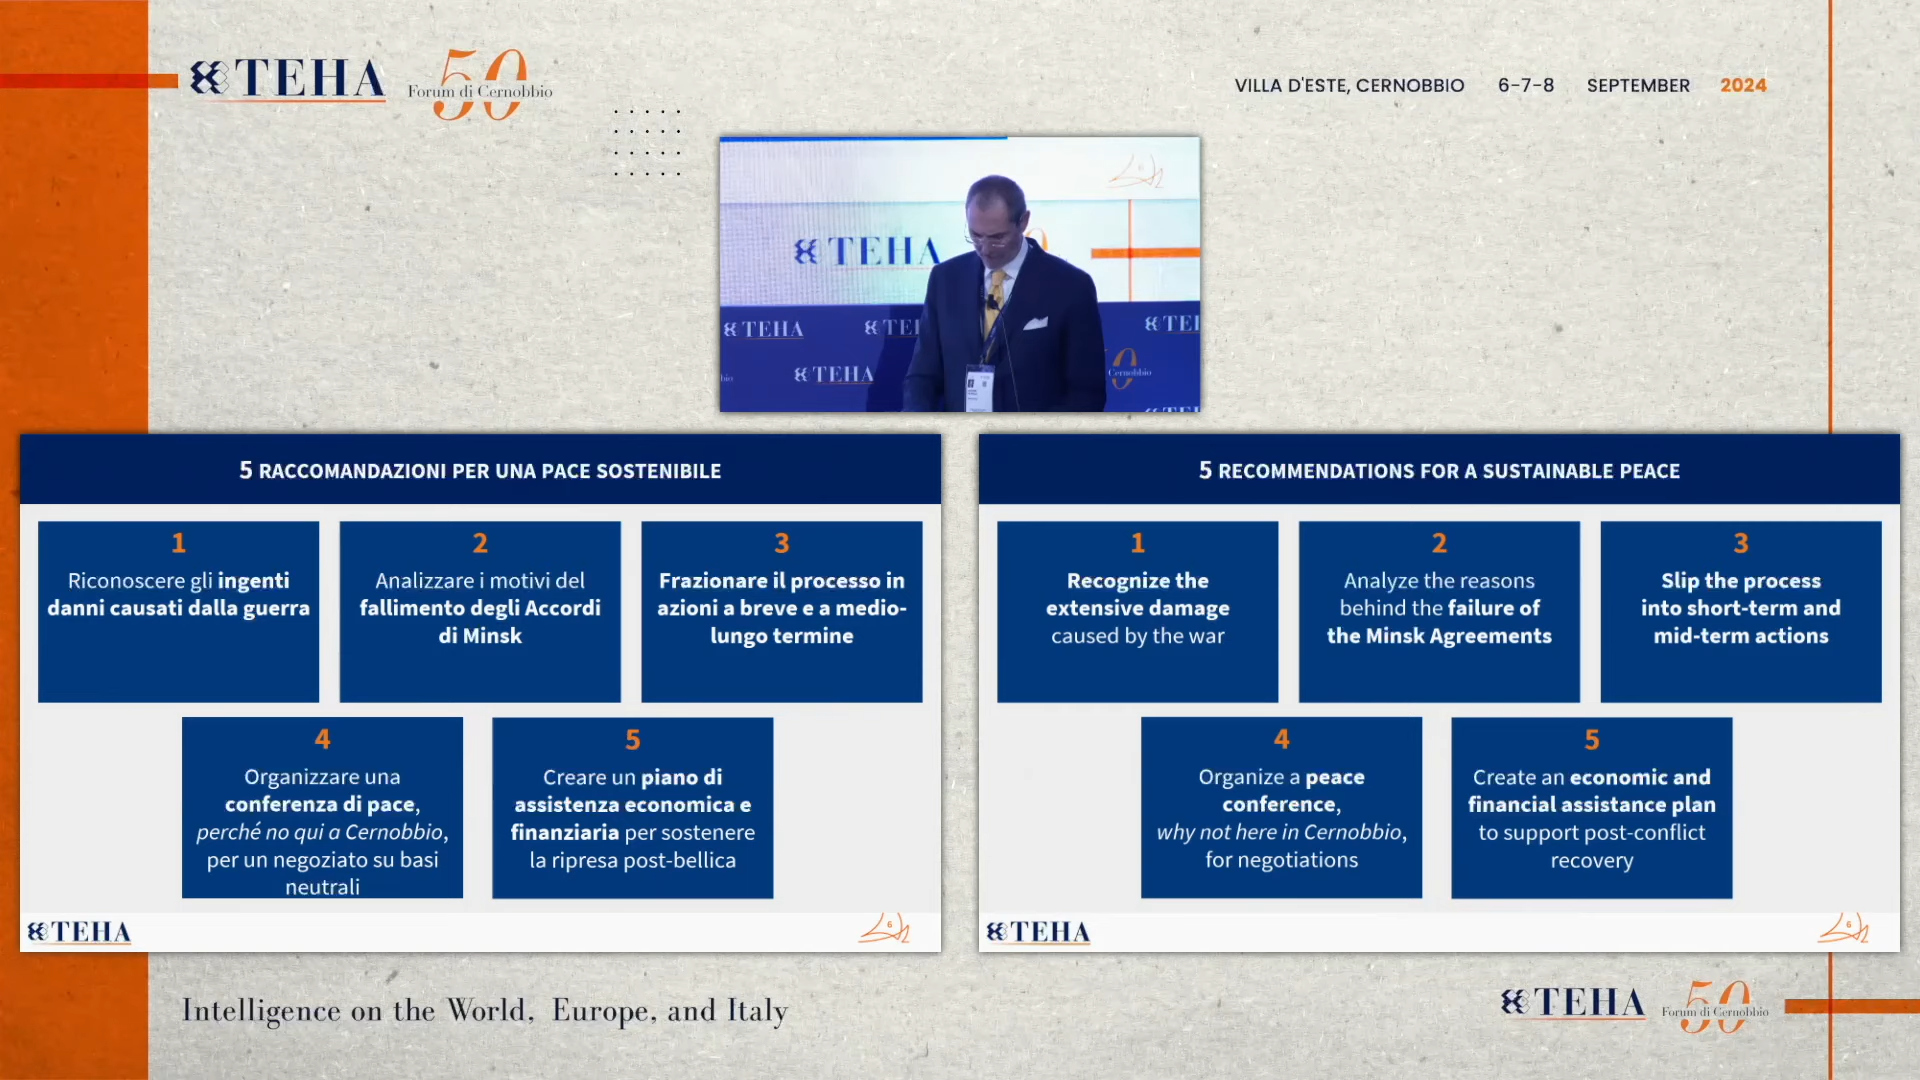 TEHA
50
Forum di Cernobbio
VILLA D'ESTE, CERNOBBIO 6-7-8 SEPTEMBER 2024
TEHA
TEHA
TEHA
Cernobbio
5 RACCOMANDAZIONI PER UNA PACE SOSTENIBILE
1
Riconoscere gli ingenti
danni causati dalla guerra
2
Analizzare i motivi del
fallimento degli Accordi
di Minsk
3
Frazionare il processo in
azioni a breve e a medio-
lungo termine
4
Organizzare una
conferenza di pace,
perché no qui a Cernobbio,
per un negoziato su basi
neutrali
5
Creare un piano di
assistenza economica e
finanziaria per sostenere
la ripresa post-bellica
TEHA
6
5 RECOMMENDATIONS FOR A SUSTAINABLE PEACE
1
Recognize the
extensive damage
caused by the war
2
Analyze the reasons
behind the failure of
the Minsk Agreements
3
Slip the process
into short-term and
mid-term actions
4
Organize a peace
conference,
why not here in Cernobbio,
for negotiations
5
Create an economic and
financial assistance plan
to support post-conflict
recovery
TEHA
6
Intelligence on the World, Europe, and Italy
TEHA
50
Forum di Cernobbio